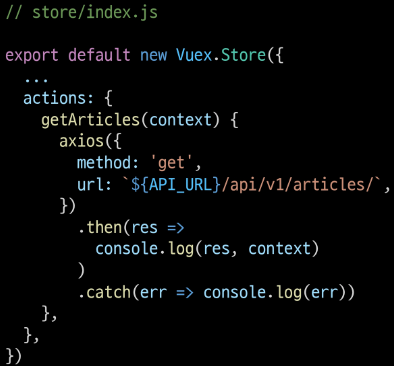 // store/index.js
export default new Vuex.Store({
  ...
  actions: {
    getArticles(context) {
      axios({
        method: 'get',
        url: `${API_URL}/api/v1/articles/`,
      })
        .then(res =>
          console.log(res, context)
        )
        .catch(err => console.log(err))
    },
  },
})